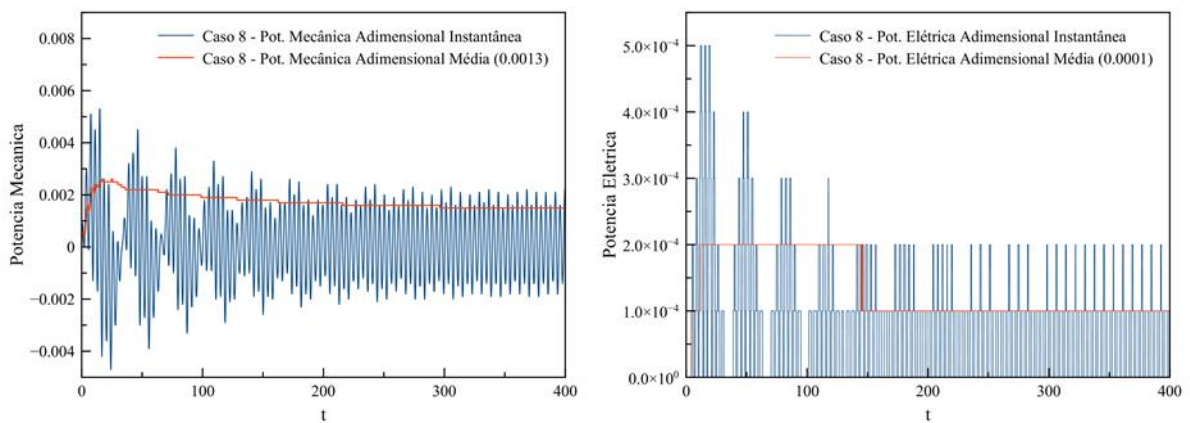 Caso 8 - Pot. Mecânica Adimensional Instantânea
Caso 8 - Pot. Mecânica Adimensional Média (0.0013)
0.008
0.006
0.004
0.002
0
−0.002
−0.004
Potencia Mecanica
0 100 200 300 400
t
Caso 8 - Pot. Elétrica Adimensional Instantânea
Caso 8 - Pot. Elétrica Adimensional Média (0.0001)
5.0×10⁻⁴
4.0×10⁻⁴
3.0×10⁻⁴
2.0×10⁻⁴
1.0×10⁻⁴
0.0×10⁰
Potencia Eletrica
0 100 200 300 400
t